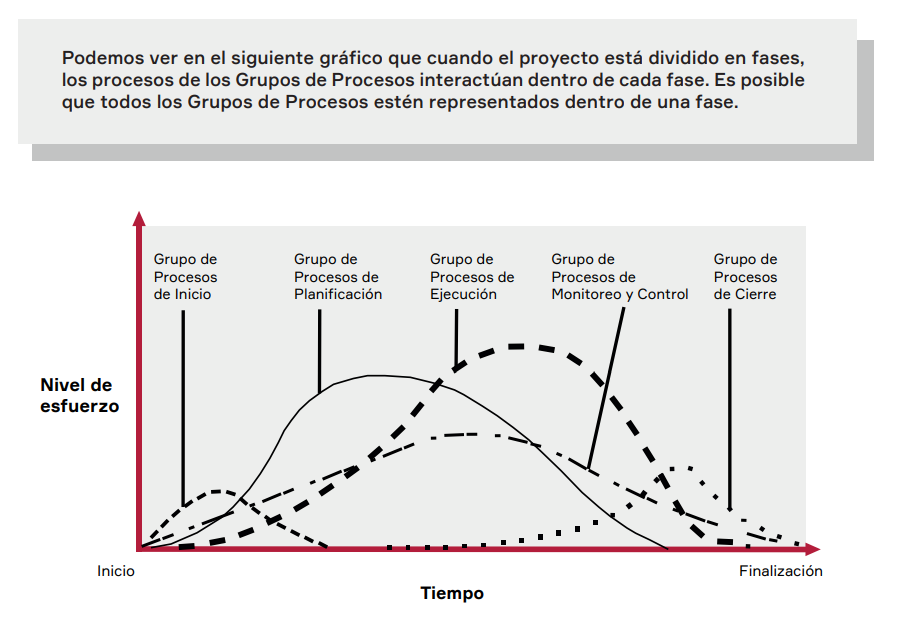 Podemos ver en el siguiente gráfico que cuando el proyecto está dividido en fases,
los procesos de los Grupos de Procesos interactúan dentro de cada fase. Es posible
que todos los Grupos de Procesos estén representados dentro de una fase.
Grupo de
Procesos
de Inicio
Grupo de
Procesos de
Planificación
Grupo de
Procesos de
Ejecución
Grupo de
Procesos de
Monitoreo y Control
Grupo de
Procesos
de Cierre
Nivel de
esfuerzo
Inicio
Finalización
Tiempo